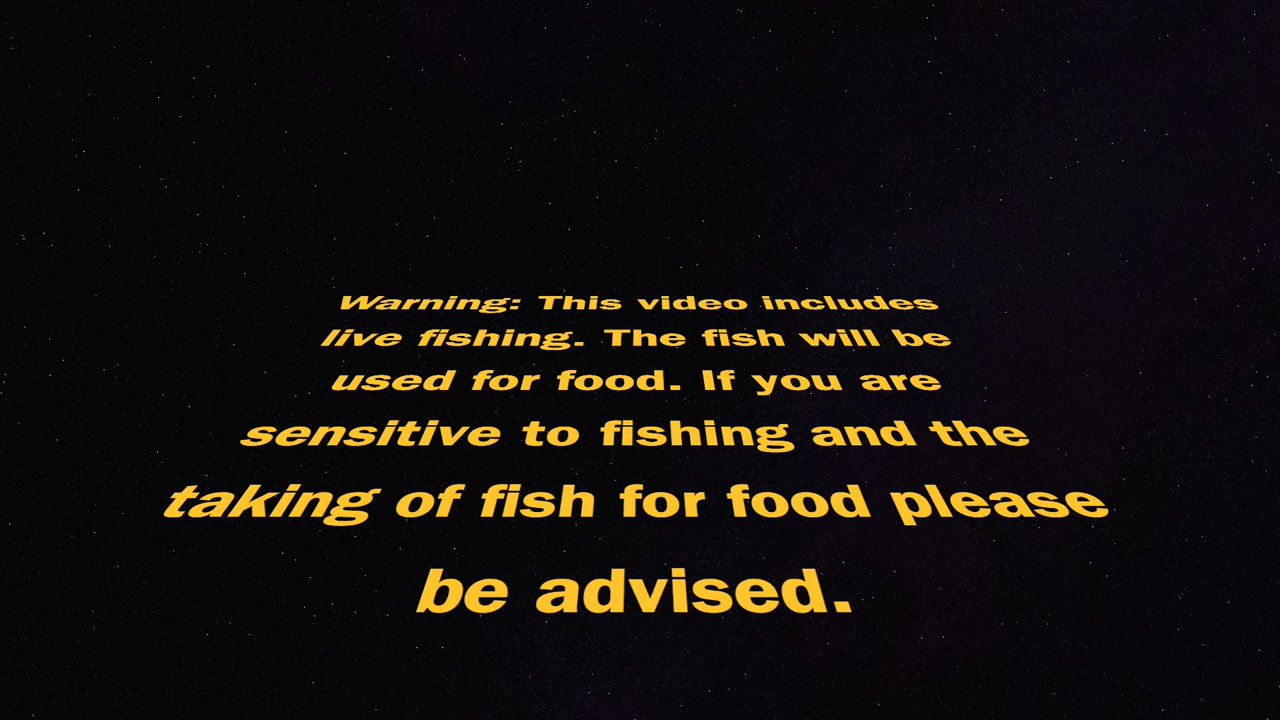 Warning: This video includes
live fishing. The fish will be
used for food. If you are
sensitive to fishing and the
taking of fish for food please
be advised.